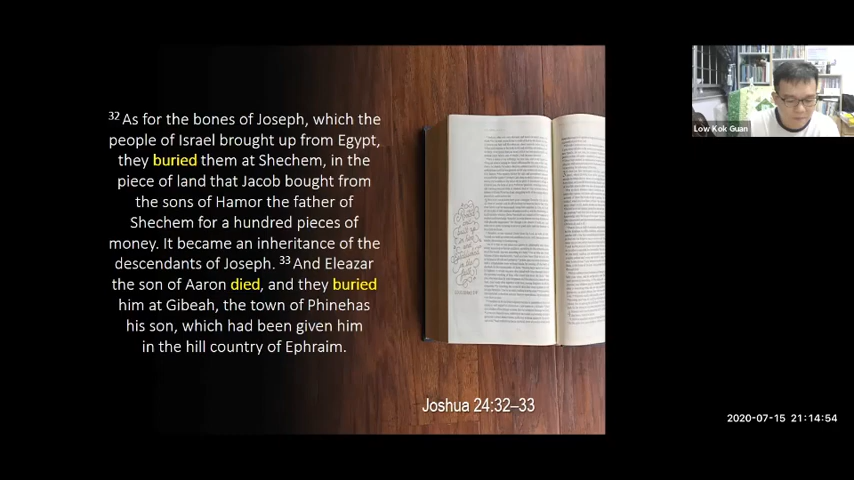 32 As for the bones of Joseph, which the
people of Israel brought up from Egypt,
they buried them at Shechem, in the
piece of land that Jacob bought from
the sons of Hamor the father of
Shechem for a hundred pieces of
money. It became an inheritance of the
descendants of Joseph. 33 And Eleazar
the son of Aaron died, and they buried
him at Gibeah, the town of Phinehas
his son, which had been given him
in the hill country of Ephraim.
Joshua 24:32–33
Low Kok Guan
2020-07-15 21:14:54